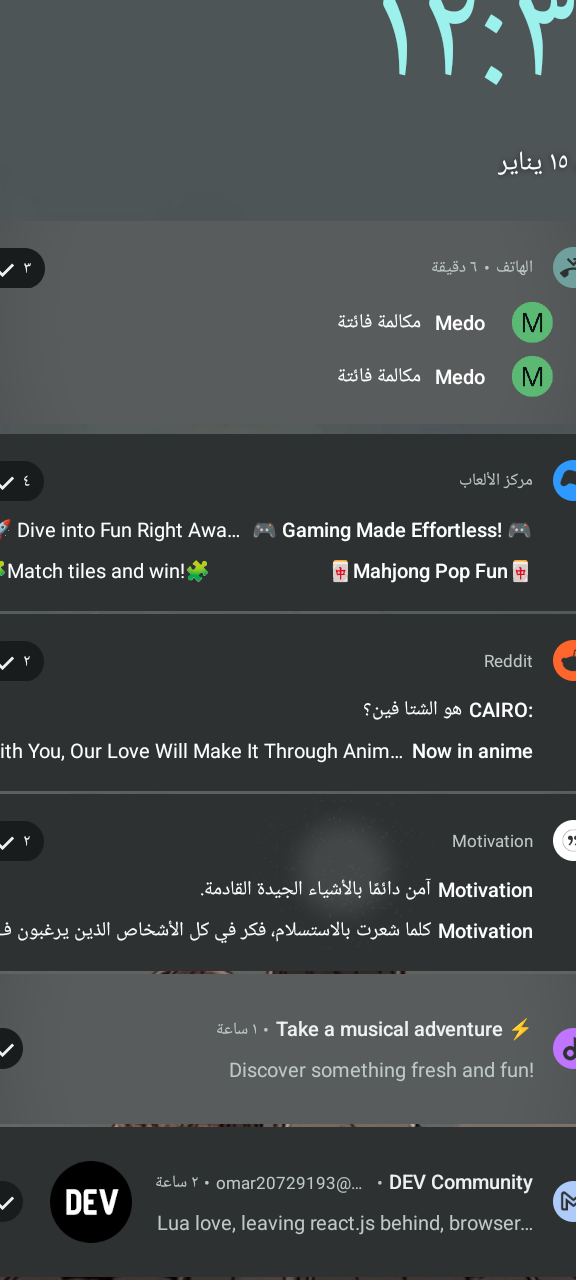 ١٢:٣
١٥ يناير
الهاتف • ٦ دقيقة ٣
M Medo مكالمة فائتة
M Medo مكالمة فائتة
مركز الألعاب ٤
🎮 Gaming Made Effortless! 🎮 🚀 Dive into Fun Right Awa...
🀄Mahjong Pop Fun🀄 🧩Match tiles and win!🧩
Reddit ٢
CAIRO: هو الشتا فين؟
Now in anime ith You, Our Love Will Make It Through Anim...
Motivation ٢
Motivation آمن دائمًا بالأشياء الجيدة القادمة.
Motivation كلما شعرت بالاستسلام، فكر في كل الأشخاص الذين يرغبون ف
Take a musical adventure ⚡ • ١ ساعة
Discover something fresh and fun!
DEV Community • omar20729193@... • ٢ ساعة
DEV
Lua love, leaving react.js behind, browser...